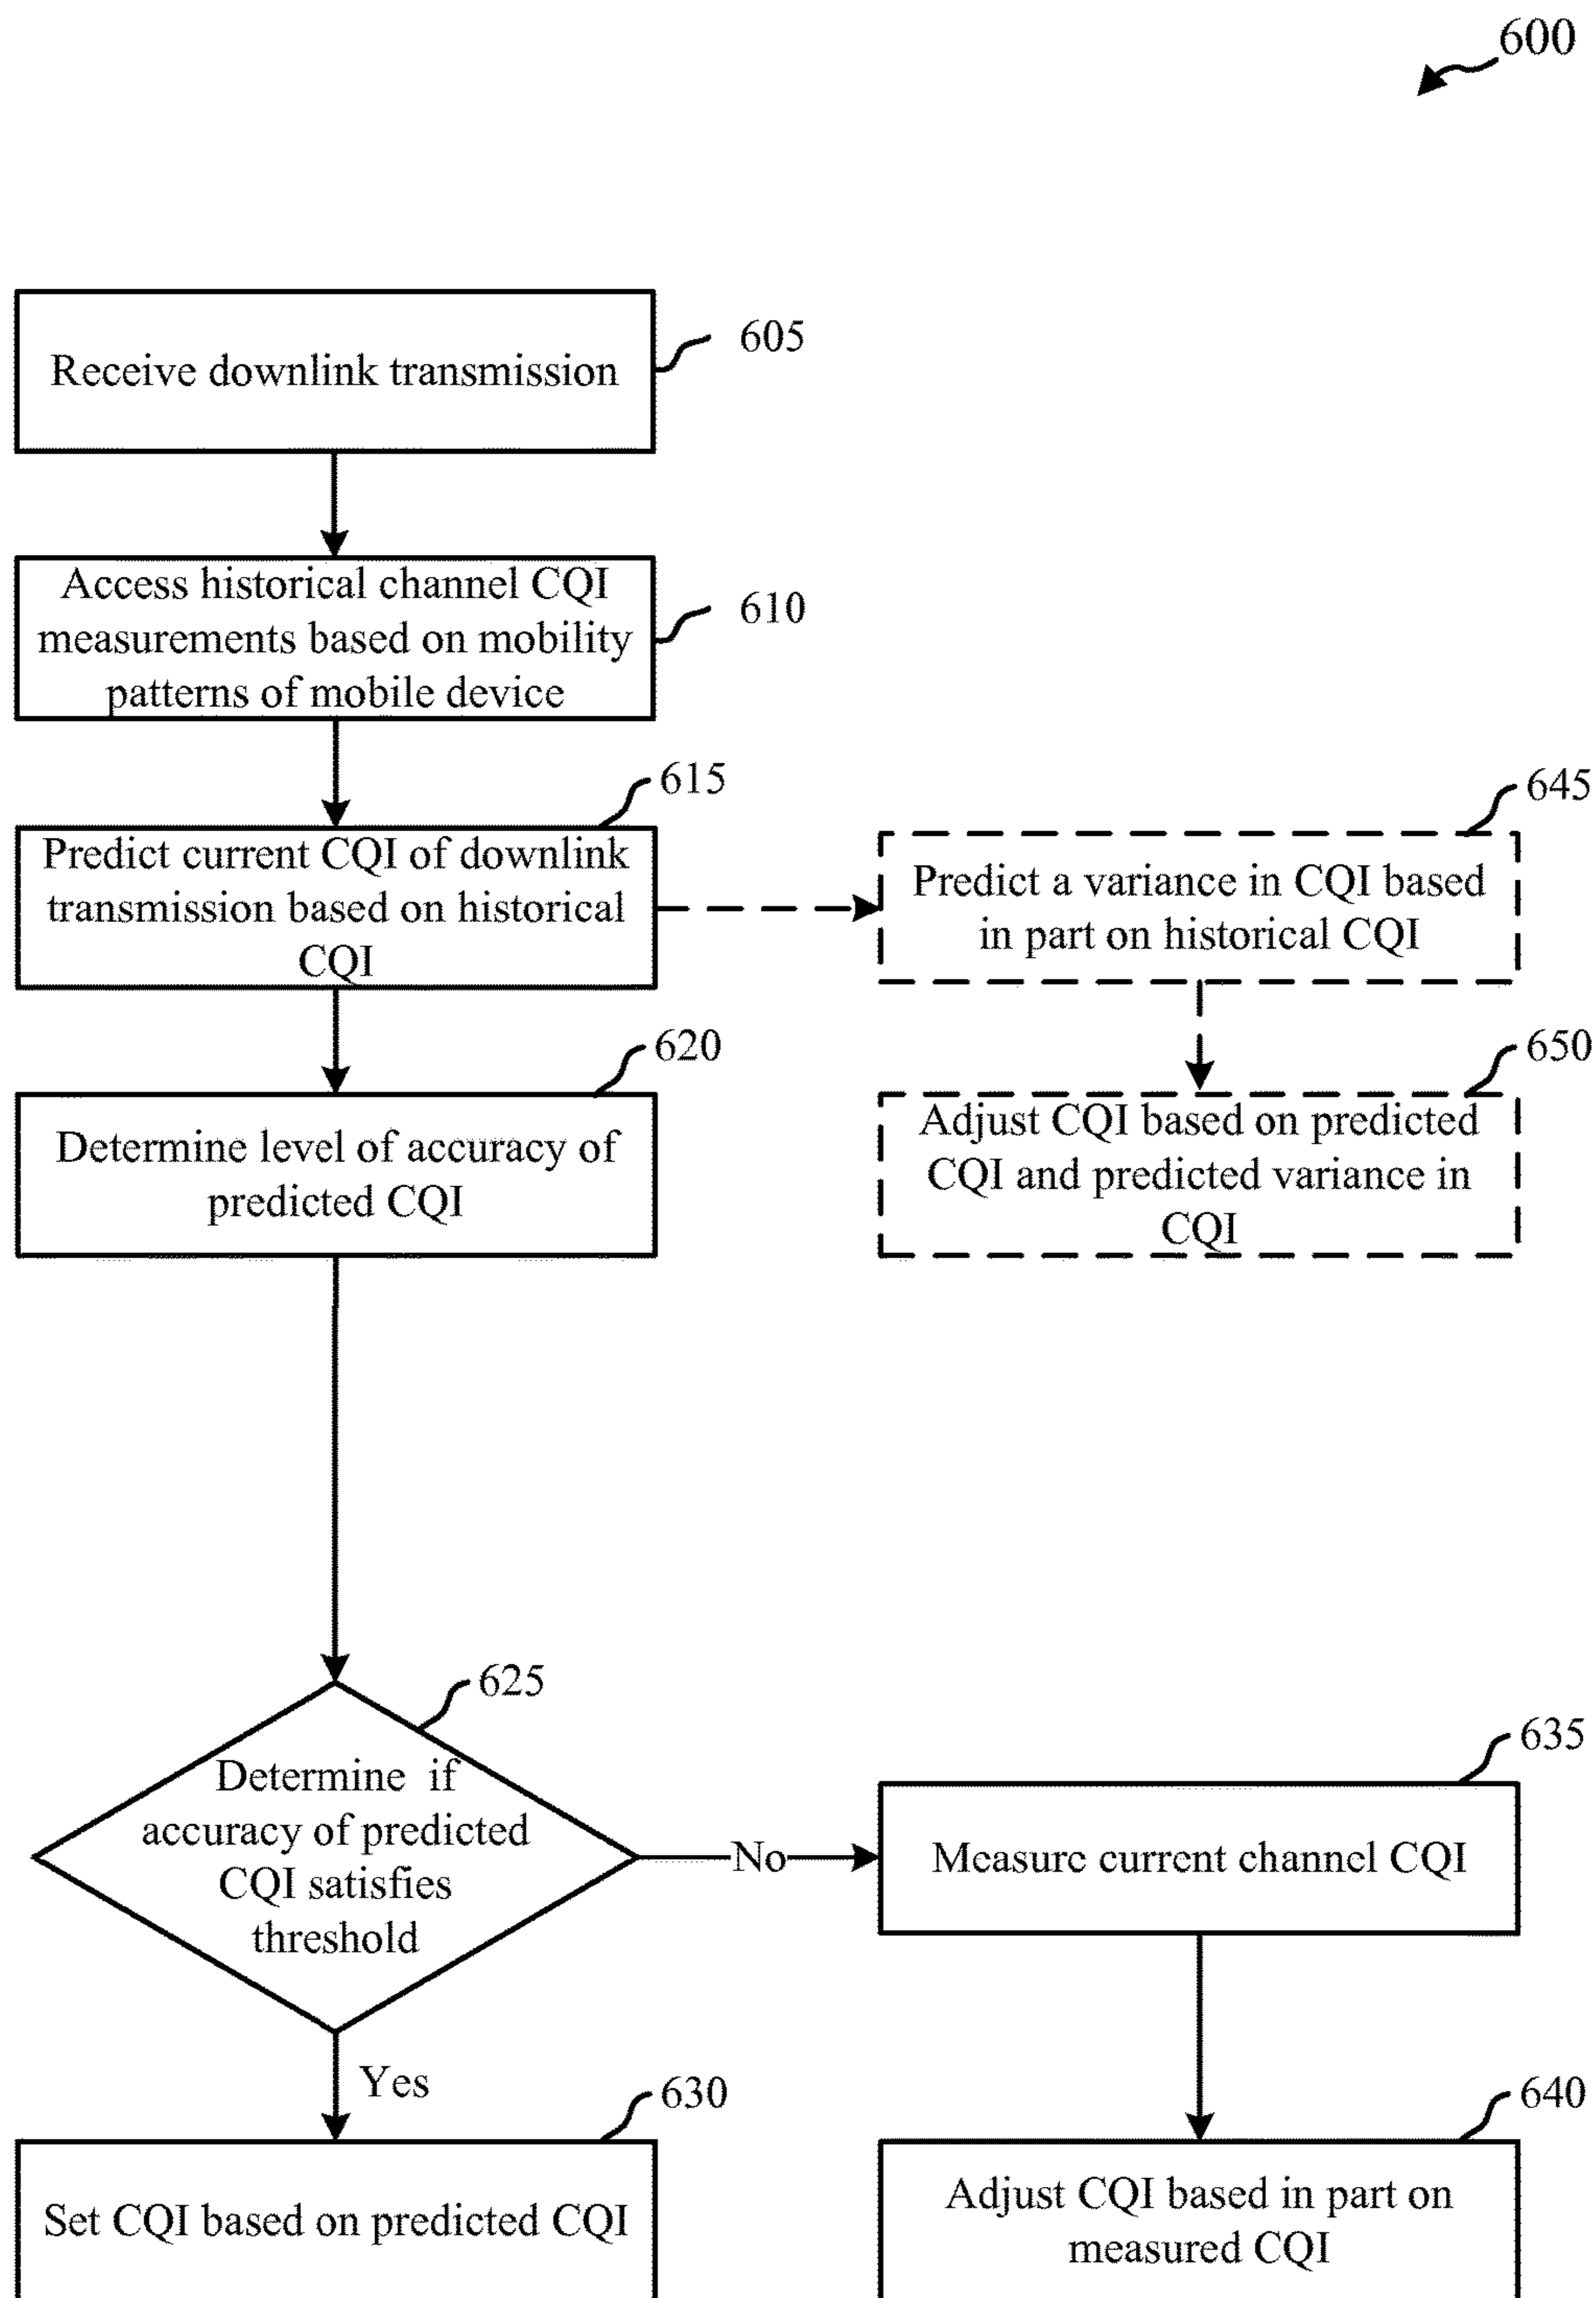 600
Receive downlink transmission
605
Access historical channel CQI
measurements based on mobility
patterns of mobile device
610
615
Predict current CQI of downlink
transmission based on historical
CQI
645
Predict a variance in CQI based
in part on historical CQI
620
Determine level of accuracy of
predicted CQI
650
Adjust CQI based on predicted
CQI and predicted variance in
CQI
625
Determine if
accuracy of predicted
CQI satisfies
threshold
No
635
Measure current channel CQI
Yes
630
Set CQI based on predicted CQI
640
Adjust CQI based in part on
measured CQI